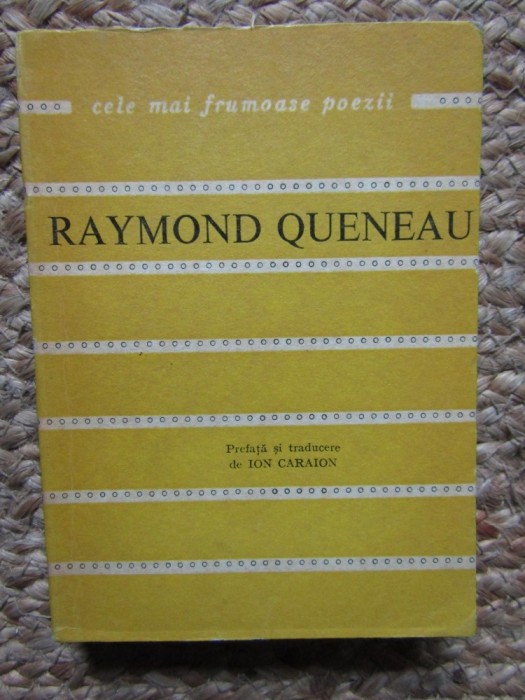 cele mai frumoase poezii
RAYMOND QUENEAU
Prefață și traducere
de ION CARAION